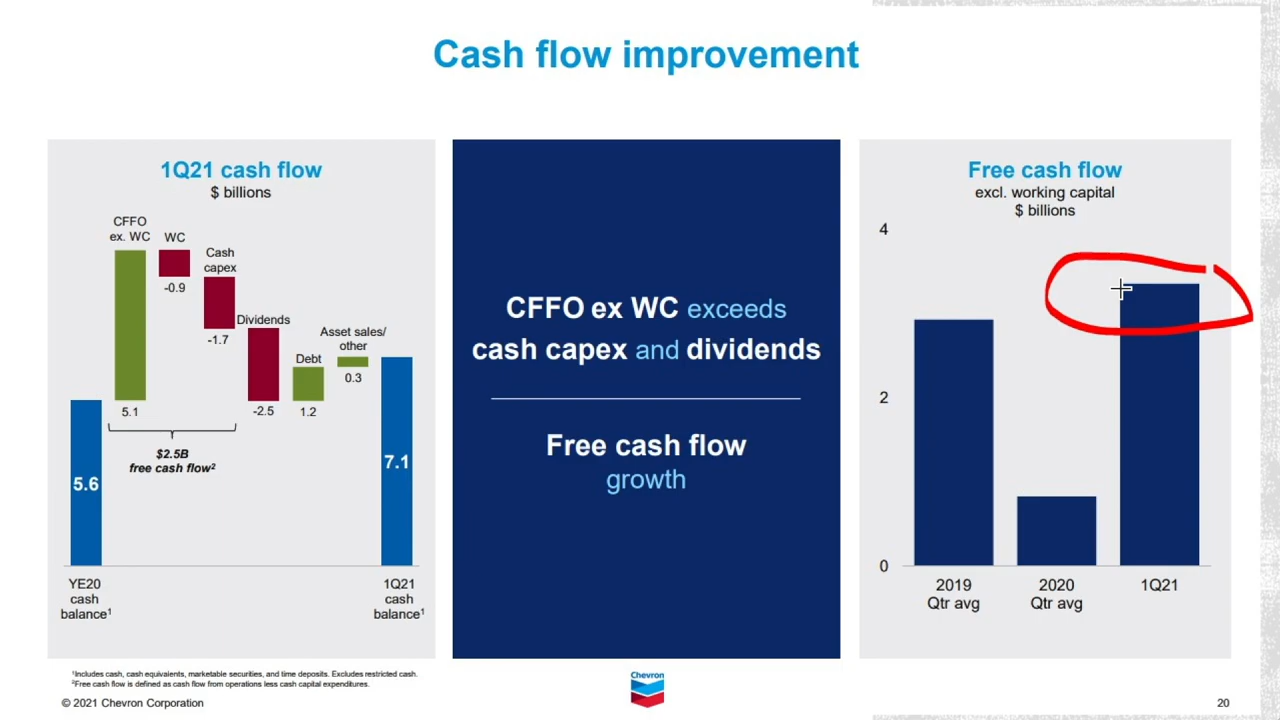 Cash flow improvement
1Q21 cash flow
$ billions
CFFO
ex. WC
WC
Cash
capex
Dividends
Debt
Asset sales/
other
5.1
-0.9
-1.7
-2.5
1.2
0.3
$2.5B
free cash flow²
5.6
7.1
YE20
cash
balance¹
1Q21
cash
balance¹
CFFO ex WC exceeds
cash capex and dividends
Free cash flow
growth
Free cash flow
excl. working capital
$ billions
4
2
0
2019
Qtr avg
2020
Qtr avg
1Q21
¹Includes cash, cash equivalents, marketable securities, and time deposits. Excludes restricted cash.
²Free cash flow is defined as cash flow from operations less cash capital expenditures.
© 2021 Chevron Corporation
Chevron
20